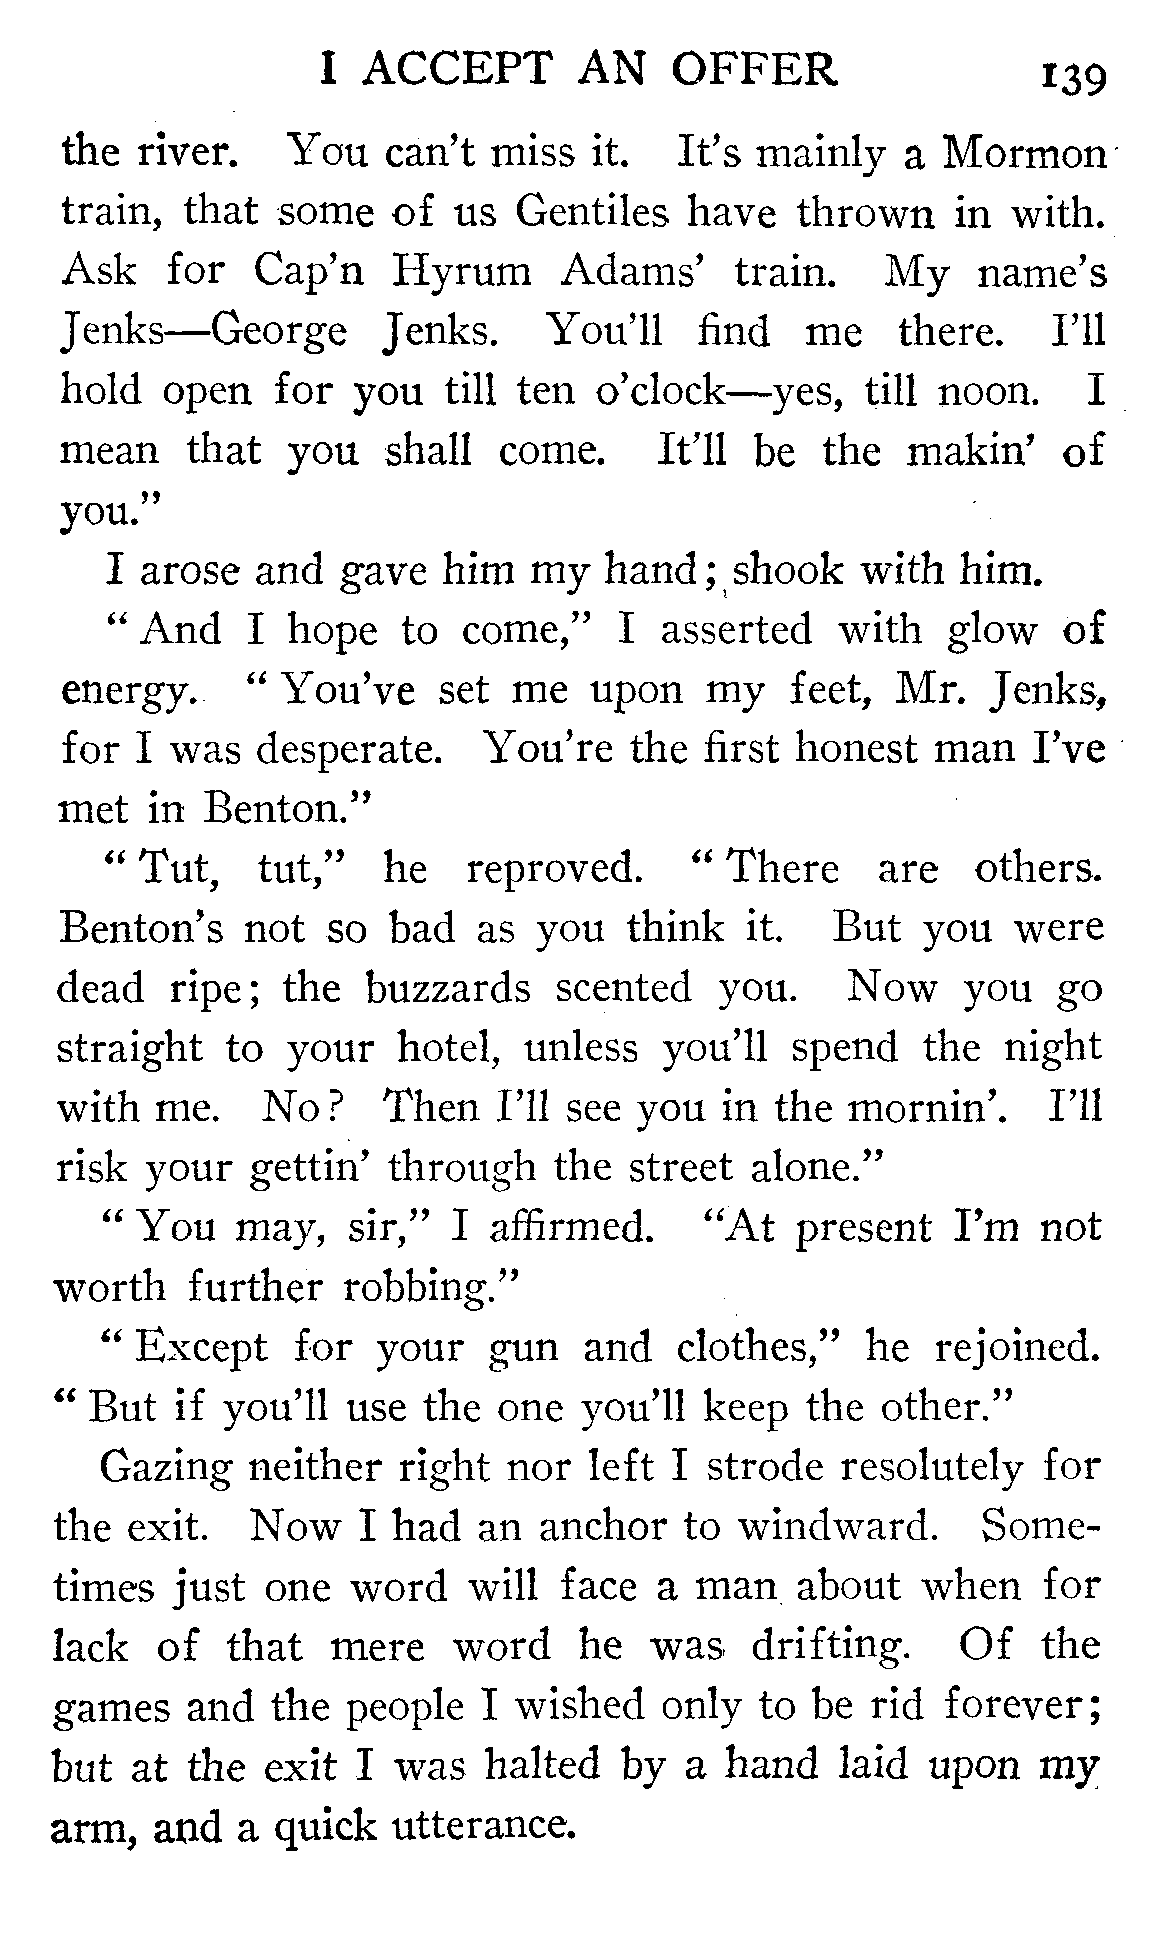 I ACCEPT AN OFFER 139
the river. You can't miss it. It's mainly a Mormon
train, that some of us Gentiles have thrown in with.
Ask for Cap'n Hyrum Adams' train. My name's
Jenks—George Jenks. You'll find me there. I'll
hold open for you till ten o'clock—yes, till noon. I
mean that you shall come. It'll be the makin' of
you."
I arose and gave him my hand; shook with him.
"And I hope to come," I asserted with glow of
energy. "You've set me upon my feet, Mr. Jenks,
for I was desperate. You're the first honest man I've
met in Benton."
"Tut, tut," he reproved. "There are others.
Benton's not so bad as you think it. But you were
dead ripe; the buzzards scented you. Now you go
straight to your hotel, unless you'll spend the night
with me. No? Then I'll see you in the mornin'. I'll
risk your gettin' through the street alone."
"You may, sir," I affirmed. "At present I'm not
worth further robbing."
"Except for your gun and clothes," he rejoined.
"But if you'll use the one you'll keep the other."
Gazing neither right nor left I strode resolutely for
the exit. Now I had an anchor to windward. Some-
times just one word will face a man about when for
lack of that mere word he was drifting. Of the
games and the people I wished only to be rid forever;
but at the exit I was halted by a hand laid upon my
arm, and a quick utterance.